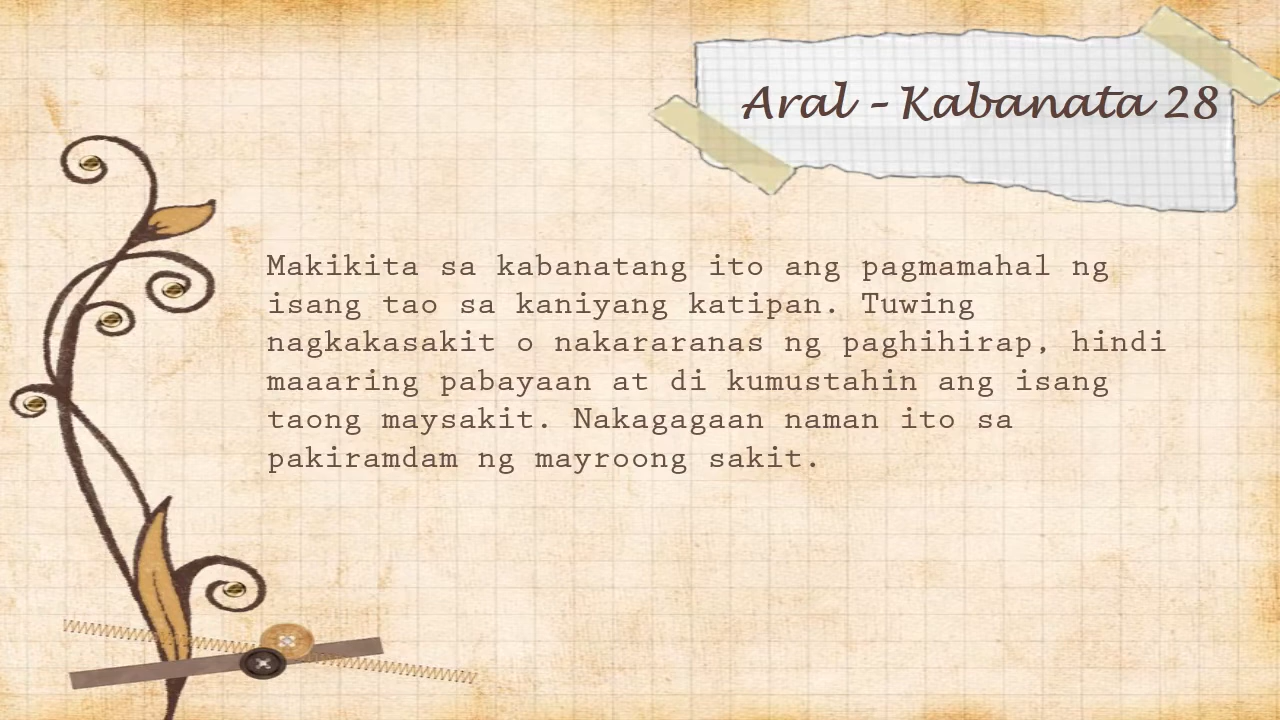 Aral – Kabanata 28
Makikita sa kabanatang ito ang pagmamahal ng
isang tao sa kaniyang katipan. Tuwing
nagkakasakit o nakararanas ng paghihirap, hindi
maaaring pabayaan at di kumustahin ang isang
taong maysakit. Nakagagaan naman ito sa
pakiramdam ng mayroong sakit.